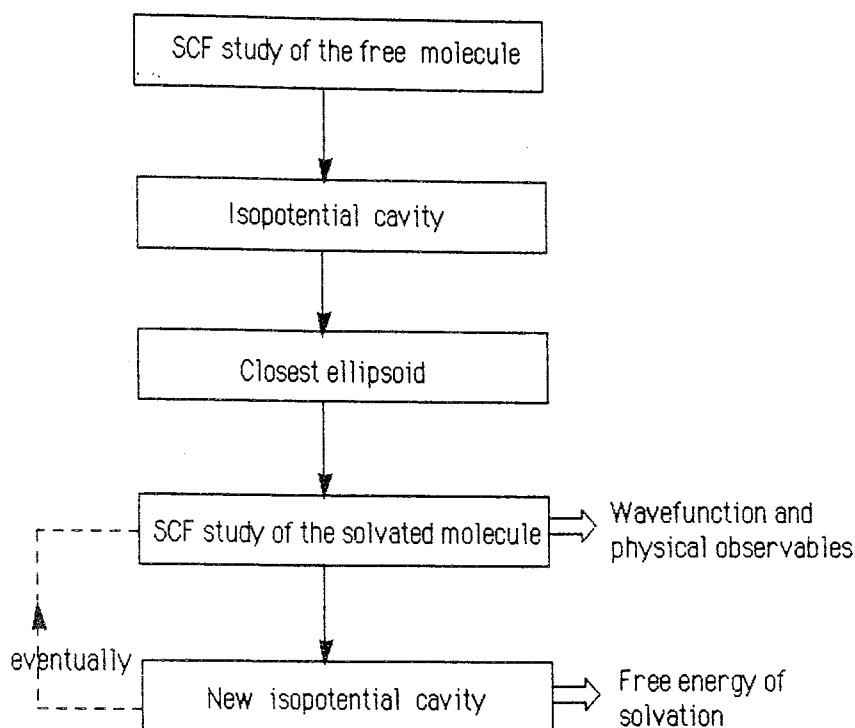 SCF study of the free molecule
Isopotential cavity
Closest ellipsoid
SCF study of the solvated molecule
Wavefunction and
physical observables
eventually
New isopotential cavity
Free energy of
solvation